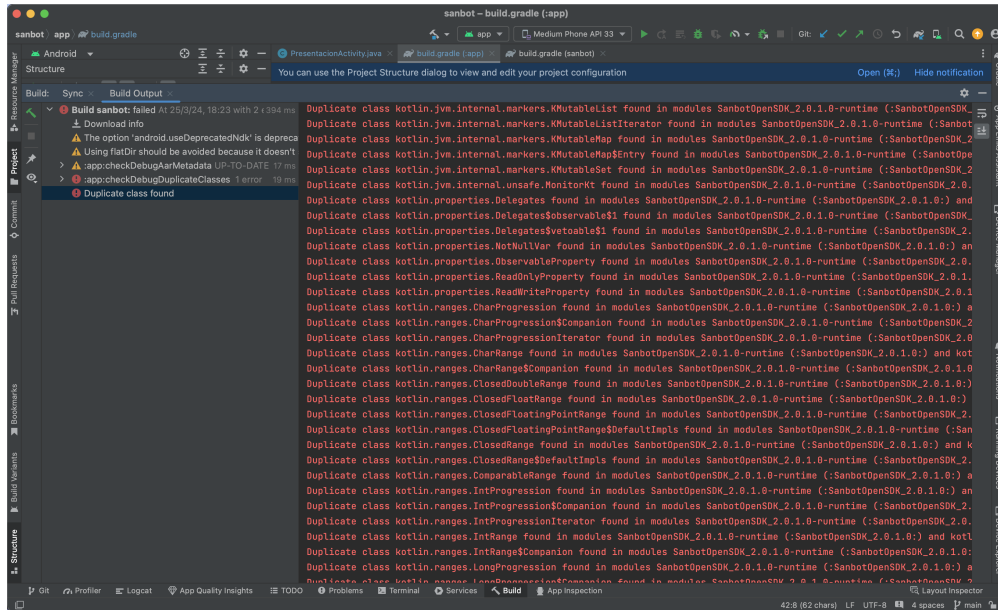 sanbot – build.gradle (:app)
sanbot app build.gradle
app Medium Phone API 33 Git:
Android PresentacionActivity.java build.gradle (:app) build.gradle (sanbot)
Structure You can use the Project Structure dialog to view and edit your project configuration Open (⌘;) Hide notification
Build: Sync Build Output
Build sanbot: failed At 25/3/24, 18:23 with 2 394 ms
Download info
The option 'android.useDeprecatedNdk' is depreca
Using flatDir should be avoided because it doesn't
:app:checkDebugAarMetadata UP-TO-DATE 17 ms
:app:checkDebugDuplicateClasses 1 error 19 ms
Duplicate class found
Duplicate class kotlin.jvm.internal.markers.KMutableList found in modules SanbotOpenSDK_2.0.1.0-runtime (:SanbotOpenSDK_
Duplicate class kotlin.jvm.internal.markers.KMutableListIterator found in modules SanbotOpenSDK_2.0.1.0-runtime (:Sanbot
Duplicate class kotlin.jvm.internal.markers.KMutableMap found in modules SanbotOpenSDK_2.0.1.0-runtime (:SanbotOpenSDK_2
Duplicate class kotlin.jvm.internal.markers.KMutableMap$Entry found in modules SanbotOpenSDK_2.0.1.0-runtime (:SanbotOpe
Duplicate class kotlin.jvm.internal.markers.KMutableSet found in modules SanbotOpenSDK_2.0.1.0-runtime (:SanbotOpenSDK_2
Duplicate class kotlin.jvm.internal.unsafe.MonitorKt found in modules SanbotOpenSDK_2.0.1.0-runtime (:SanbotOpenSDK_2.0.
Duplicate class kotlin.properties.Delegates found in modules SanbotOpenSDK_2.0.1.0-runtime (:SanbotOpenSDK_2.0.1.0:) and
Duplicate class kotlin.properties.Delegates$observable$1 found in modules SanbotOpenSDK_2.0.1.0-runtime (:SanbotOpenSDK_
Duplicate class kotlin.properties.Delegates$vetoable$1 found in modules SanbotOpenSDK_2.0.1.0-runtime (:SanbotOpenSDK_2.
Duplicate class kotlin.properties.NotNullVar found in modules SanbotOpenSDK_2.0.1.0-runtime (:SanbotOpenSDK_2.0.1.0:) an
Duplicate class kotlin.properties.ObservableProperty found in modules SanbotOpenSDK_2.0.1.0-runtime (:SanbotOpenSDK_2.0.
Duplicate class kotlin.properties.ReadOnlyProperty found in modules SanbotOpenSDK_2.0.1.0-runtime (:SanbotOpenSDK_2.0.1.
Duplicate class kotlin.properties.ReadWriteProperty found in modules SanbotOpenSDK_2.0.1.0-runtime (:SanbotOpenSDK_2.0.1
Duplicate class kotlin.ranges.CharProgression found in modules SanbotOpenSDK_2.0.1.0-runtime (:SanbotOpenSDK_2.0.1.0:) a
Duplicate class kotlin.ranges.CharProgression$Companion found in modules SanbotOpenSDK_2.0.1.0-runtime (:SanbotOpenSDK_2
Duplicate class kotlin.ranges.CharProgressionIterator found in modules SanbotOpenSDK_2.0.1.0-runtime (:SanbotOpenSDK_2.0
Duplicate class kotlin.ranges.CharRange found in modules SanbotOpenSDK_2.0.1.0-runtime (:SanbotOpenSDK_2.0.1.0:) and kot
Duplicate class kotlin.ranges.CharRange$Companion found in modules SanbotOpenSDK_2.0.1.0-runtime (:SanbotOpenSDK_2.0.1.0
Duplicate class kotlin.ranges.ClosedDoubleRange found in modules SanbotOpenSDK_2.0.1.0-runtime (:SanbotOpenSDK_2.0.1.0:)
Duplicate class kotlin.ranges.ClosedFloatRange found in modules SanbotOpenSDK_2.0.1.0-runtime (:SanbotOpenSDK_2.0.1.0:)
Duplicate class kotlin.ranges.ClosedFloatingPointRange found in modules SanbotOpenSDK_2.0.1.0-runtime (:SanbotOpenSDK_2.
Duplicate class kotlin.ranges.ClosedFloatingPointRange$DefaultImpls found in modules SanbotOpenSDK_2.0.1.0-runtime (:San
Duplicate class kotlin.ranges.ClosedRange found in modules SanbotOpenSDK_2.0.1.0-runtime (:SanbotOpenSDK_2.0.1.0:) and k
Duplicate class kotlin.ranges.ClosedRange$DefaultImpls found in modules SanbotOpenSDK_2.0.1.0-runtime (:SanbotOpenSDK_2.
Duplicate class kotlin.ranges.ComparableRange found in modules SanbotOpenSDK_2.0.1.0-runtime (:SanbotOpenSDK_2.0.1.0:) a
Duplicate class kotlin.ranges.IntProgression found in modules SanbotOpenSDK_2.0.1.0-runtime (:SanbotOpenSDK_2.0.1.0:) an
Duplicate class kotlin.ranges.IntProgression$Companion found in modules SanbotOpenSDK_2.0.1.0-runtime (:SanbotOpenSDK_2.
Duplicate class kotlin.ranges.IntProgressionIterator found in modules SanbotOpenSDK_2.0.1.0-runtime (:SanbotOpenSDK_2.0.
Duplicate class kotlin.ranges.IntRange found in modules SanbotOpenSDK_2.0.1.0-runtime (:SanbotOpenSDK_2.0.1.0:) and kotl
Duplicate class kotlin.ranges.IntRange$Companion found in modules SanbotOpenSDK_2.0.1.0-runtime (:SanbotOpenSDK_2.0.1.0:
Duplicate class kotlin.ranges.LongProgression found in modules SanbotOpenSDK_2.0.1.0-runtime (:SanbotOpenSDK_2.0.1.0:) a
Duplicate class kotlin.ranges.LongProgression$Companion found in modules SanbotOpenSDK_2.0.1.0-runtime (:SanbotOpenSDK_2
Resource Manager
Project
Commit
Pull Requests
Bookmarks
Build Variants
Structure
Git Profiler Logcat App Quality Insights TODO Problems Terminal Services Build App Inspection Layout Inspector
42:8 (62 chars) LF UTF-8 4 spaces main